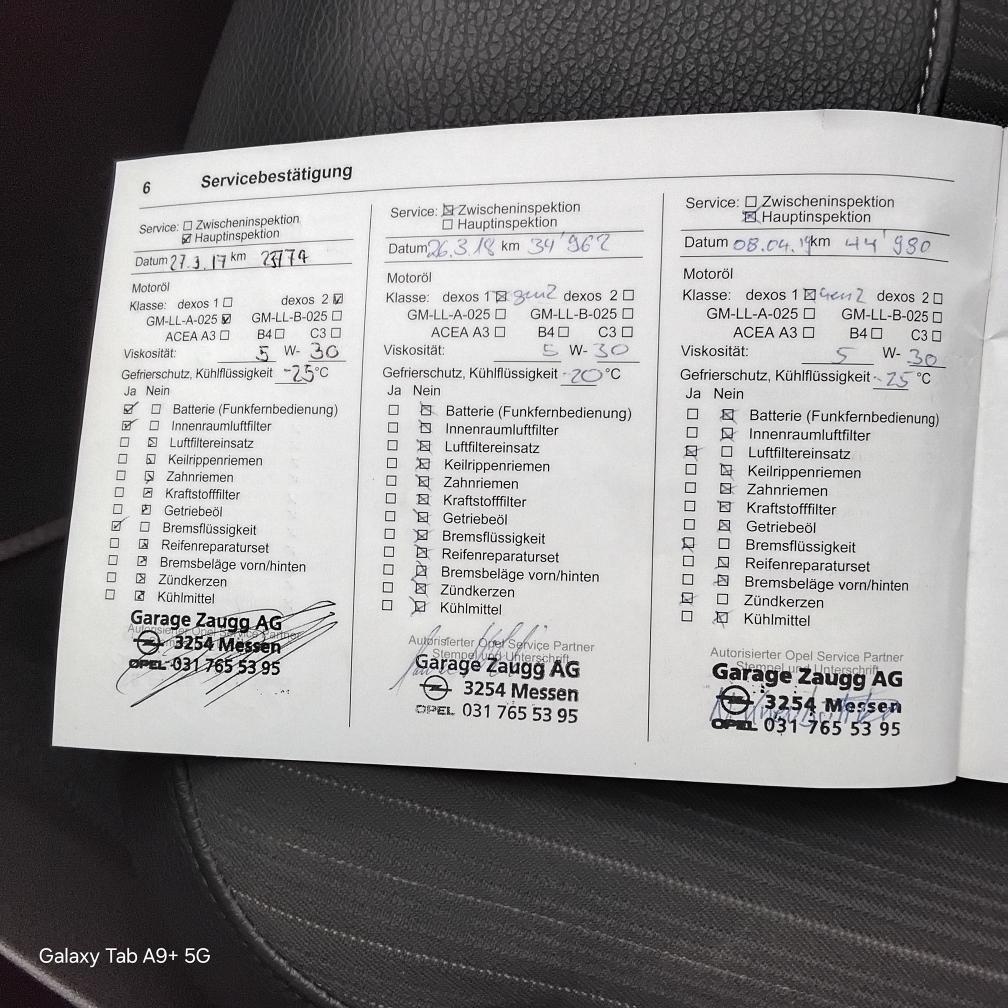 6 Servicebestätigung
Service: ☐ Zwischeninspektion
☑ Hauptinspektion
Datum 27.3.17 km 23774
Motoröl
Klasse: dexos 1 ☐ dexos 2 ☑
GM-LL-A-025 ☑ GM-LL-B-025 ☐
ACEA A3 ☐ B4 ☐ C3 ☐
Viskosität: 5 W- 30
Gefrierschutz, Kühlflüssigkeit -25 °C
Ja Nein
☑ ☐ Batterie (Funkfernbedienung)
☑ ☐ Innenraumluftfilter
☐ ☒ Luftfiltereinsatz
☐ ☒ Keilrippenriemen
☐ ☒ Zahnriemen
☐ ☒ Kraftstofffilter
☐ ☒ Getriebeöl
☑ ☐ Bremsflüssigkeit
☐ ☒ Reifenreparaturset
☐ ☒ Bremsbeläge vorn/hinten
☐ ☒ Zündkerzen
☐ ☒ Kühlmittel
Garage Zaugg AG
Autorisierter Opel Service Partner
3254 Messen
OPEL 031 765 53 95
Service: ☒ Zwischeninspektion
☐ Hauptinspektion
Datum 26.3.18 km 34'962
Motoröl
Klasse: dexos 1 ☒ gen2 dexos 2 ☐
GM-LL-A-025 ☐ GM-LL-B-025 ☐
ACEA A3 ☐ B4 ☐ C3 ☐
Viskosität: 5 W- 30
Gefrierschutz, Kühlflüssigkeit -20 °C
Ja Nein
☐ ☒ Batterie (Funkfernbedienung)
☐ ☒ Innenraumluftfilter
☐ ☒ Luftfiltereinsatz
☐ ☒ Keilrippenriemen
☐ ☒ Zahnriemen
☐ ☒ Kraftstofffilter
☐ ☒ Getriebeöl
☐ ☒ Bremsflüssigkeit
☐ ☒ Reifenreparaturset
☐ ☒ Bremsbeläge vorn/hinten
☐ ☒ Zündkerzen
☐ ☒ Kühlmittel
Autorisierter Opel Service Partner
Stempel und Unterschrift
Garage Zaugg AG
3254 Messen
OPEL 031 765 53 95
Service: ☐ Zwischeninspektion
☒ Hauptinspektion
Datum 08.04.19 km 44'980
Motoröl
Klasse: dexos 1 ☒ gen2 dexos 2 ☐
GM-LL-A-025 ☐ GM-LL-B-025 ☐
ACEA A3 ☐ B4 ☐ C3 ☐
Viskosität: 5 W- 30
Gefrierschutz, Kühlflüssigkeit -25 °C
Ja Nein
☐ ☒ Batterie (Funkfernbedienung)
☐ ☒ Innenraumluftfilter
☒ ☐ Luftfiltereinsatz
☐ ☒ Keilrippenriemen
☐ ☒ Zahnriemen
☐ ☒ Kraftstofffilter
☐ ☒ Getriebeöl
☒ ☐ Bremsflüssigkeit
☐ ☒ Reifenreparaturset
☐ ☒ Bremsbeläge vorn/hinten
☒ ☐ Zündkerzen
☐ ☒ Kühlmittel
Autorisierter Opel Service Partner
Stempel und Unterschrift
Garage Zaugg AG
3254 Messen
OPEL 031 765 53 95
Galaxy Tab A9+ 5G